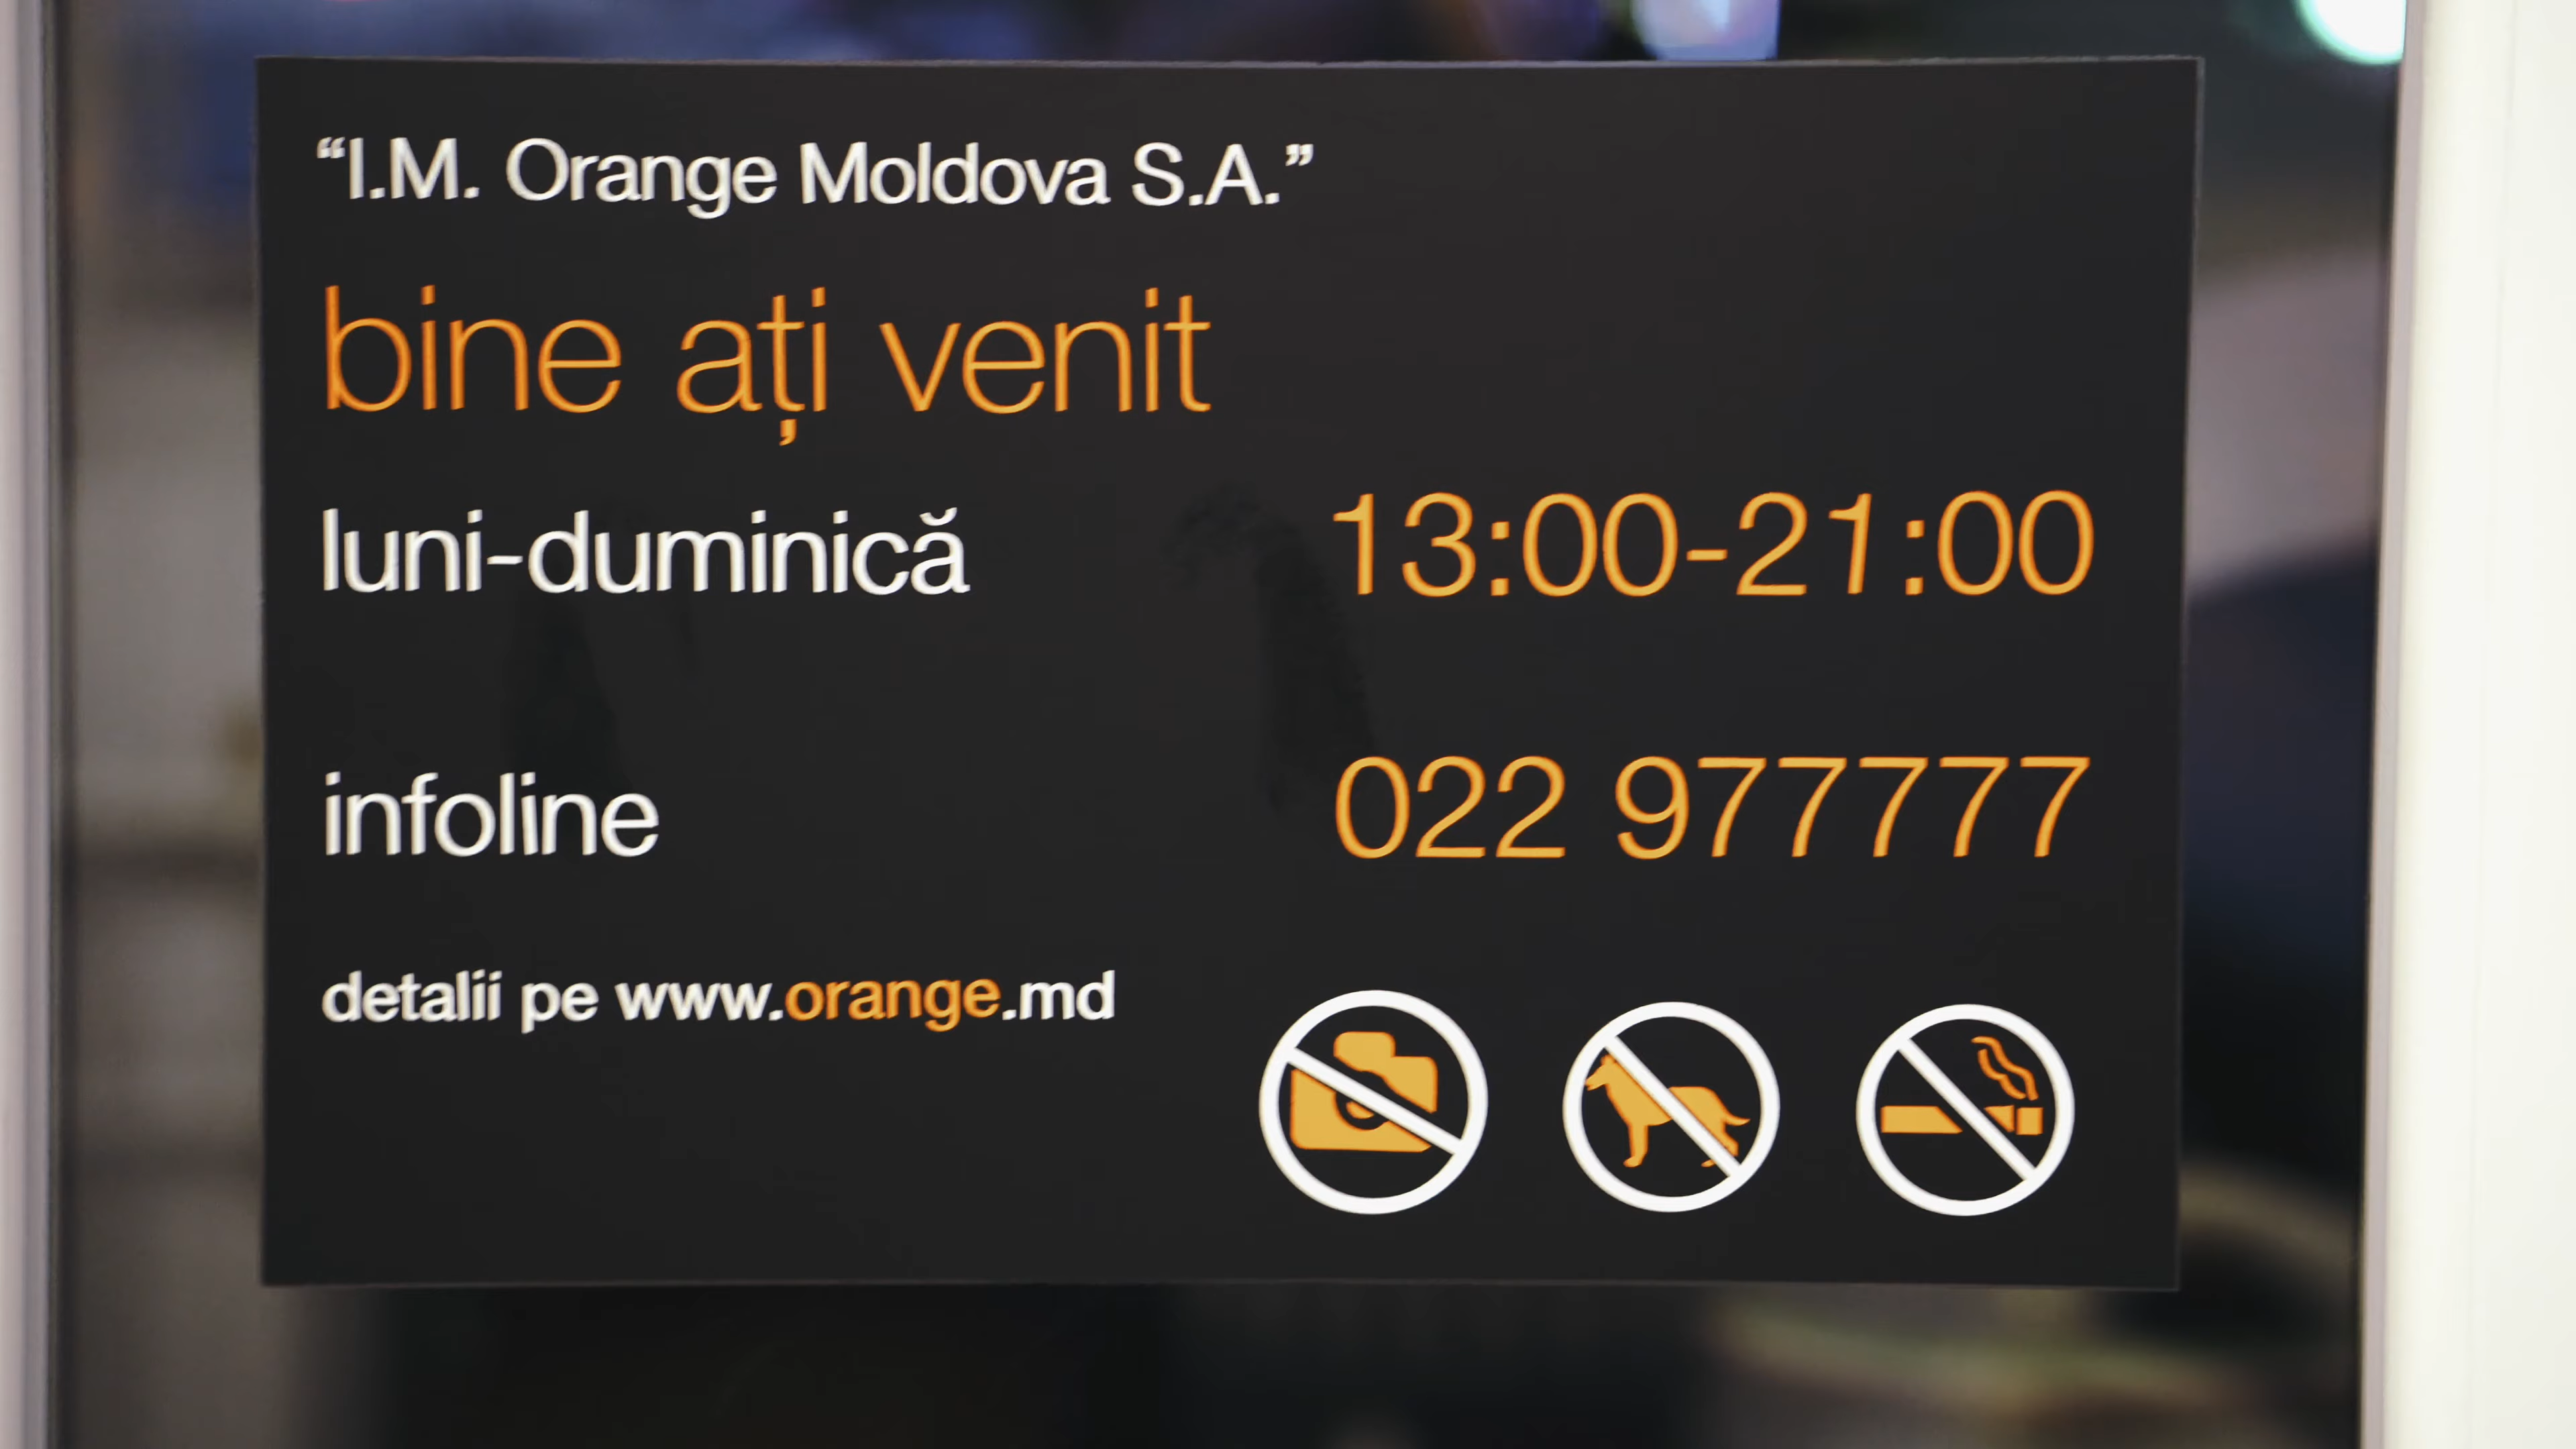 “I.M. Orange Moldova S.A.”
bine ați venit
luni-duminică 13:00-21:00
infoline 022 977777
detalii pe www.orange.md